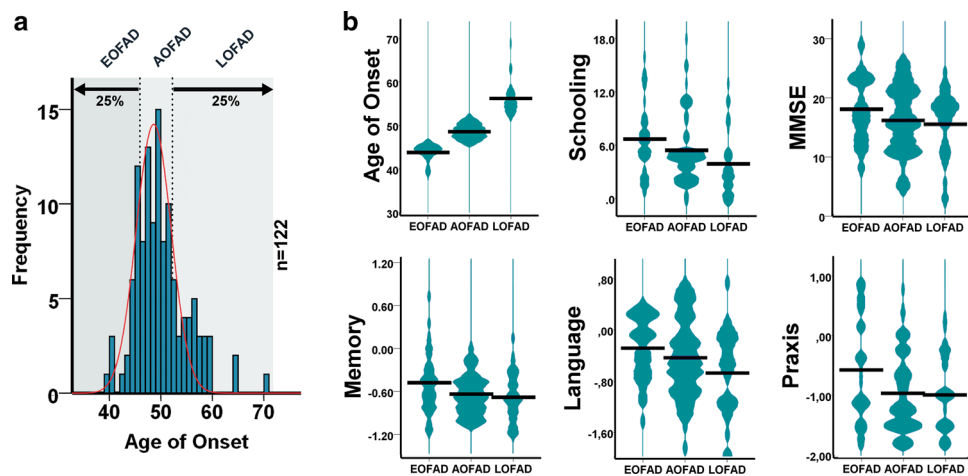 a
EOFAD
AOFAD
LOFAD
25%
25%
15
10
5
0
Frequency
n=122
40
50
60
70
Age of Onset
b
70
60
50
40
30
Age of Onset
EOFAD
AOFAD
LOFAD
18.0
12.0
6.0
.0
Schooling
EOFAD
AOFAD
LOFAD
30
20
10
0
MMSE
EOFAD
AOFAD
LOFAD
1.20
0.60
0.00
-0.60
-1.20
Memory
EOFAD
AOFAD
LOFAD
,80
,00
-,80
-1,60
Language
EOFAD
AOFAD
LOFAD
1,00
,00
-1,00
-2,00
Praxis
EOFAD
AOFAD
LOFAD